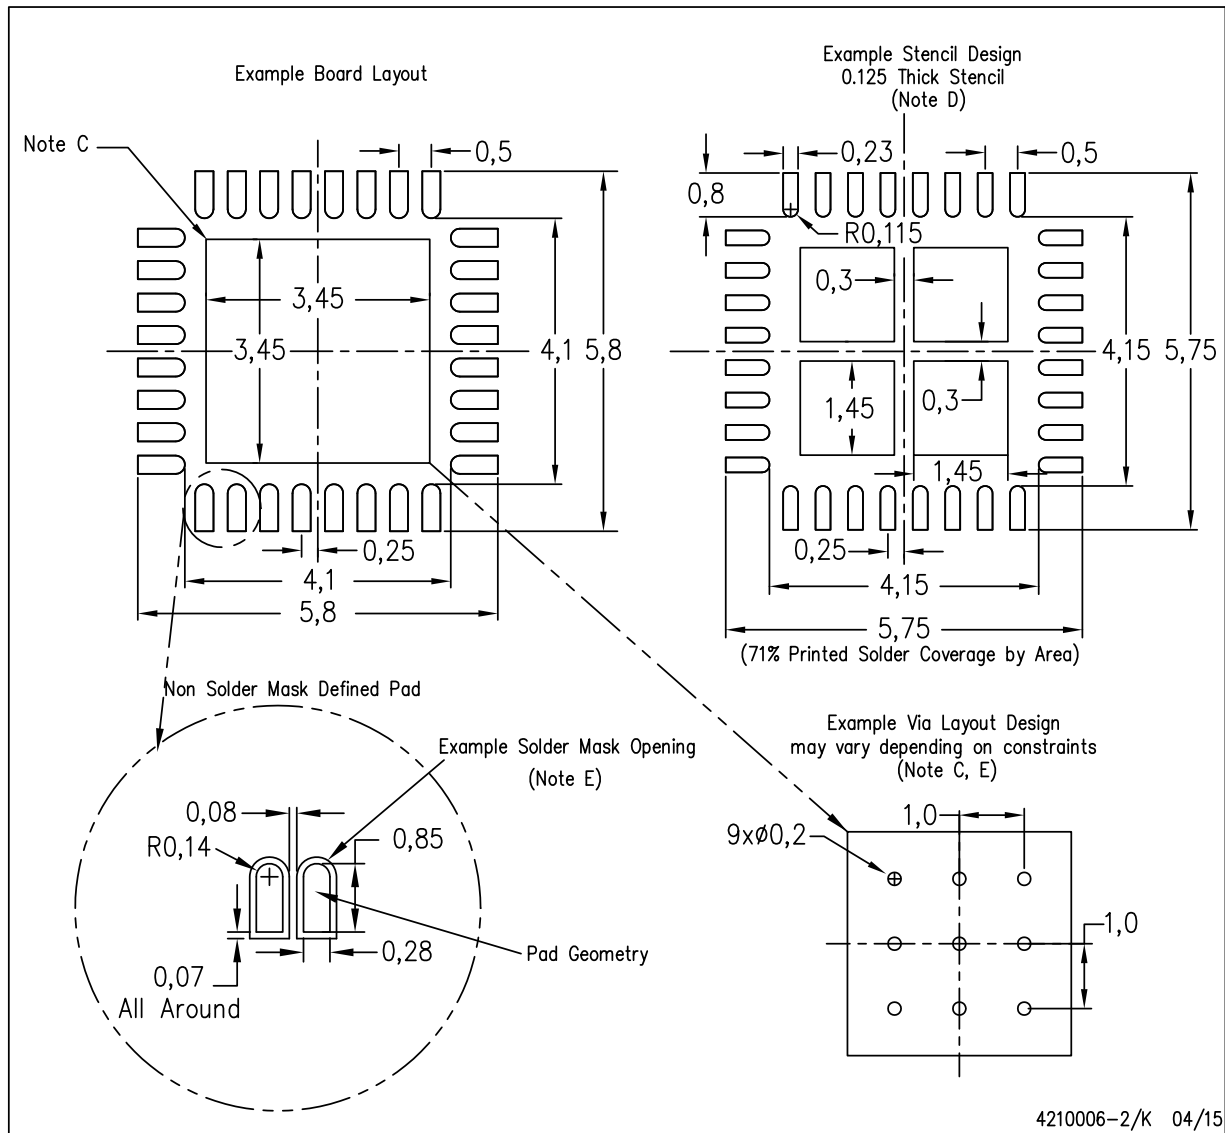 Example Board Layout
Note C
0,5
3,45
3,45
4,1
5,8
0,25
4,1
5,8
Example Stencil Design
0.125 Thick Stencil
(Note D)
0,23
0,5
0,8
R0,115
0,3
4,15
5,75
1,45
0,3
1,45
0,25
4,15
5,75
(71% Printed Solder Coverage by Area)
Non Solder Mask Defined Pad
Example Solder Mask Opening
(Note E)
0,08
R0,14
0,85
0,28
Pad Geometry
0,07
All Around
Example Via Layout Design
may vary depending on constraints
(Note C, E)
1,0
9xø0,2
1,0
4210006-2/K 04/15